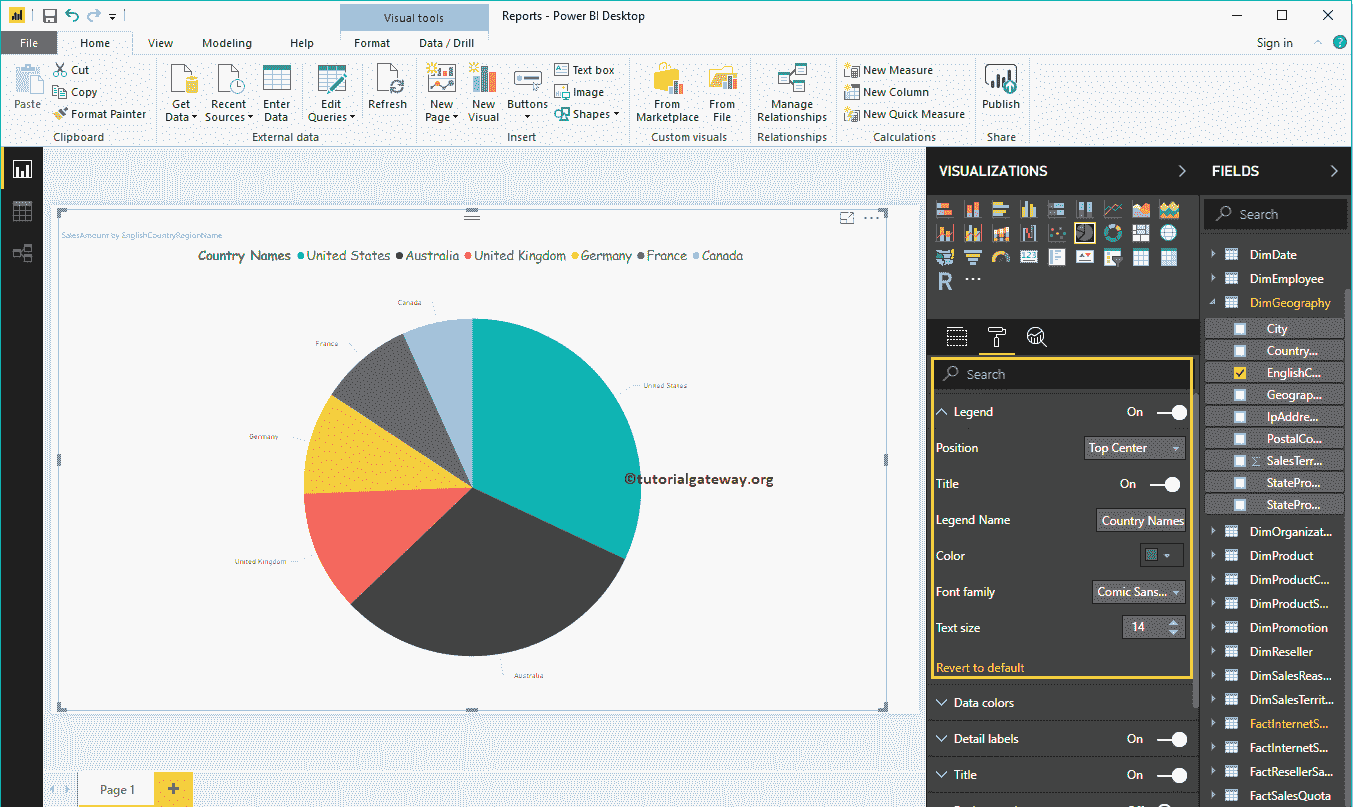 Visual tools
Reports - Power BI Desktop
File
Home
View
Modeling
Help
Format
Data / Drill
Sign in
?
Paste
Cut
Copy
Format Painter
Clipboard
Get Data
Recent Sources
Enter Data
Edit Queries
Refresh
External data
New Page
New Visual
Buttons
Text box
Image
Shapes
Insert
From Marketplace
From File
Custom visuals
Manage Relationships
Relationships
New Measure
New Column
New Quick Measure
Calculations
Publish
Share
SalesAmount by EnglishCountryRegionName
Country Names United States Australia United Kingdom Germany France Canada
Canada
France
United States
Germany
©tutorialgateway.org
United Kingdom
Australia
Page 1
+
VISUALIZATIONS
123
R
...
Search
Legend On
Position Top Center
Title On
Legend Name Country Names
Color
Font family Comic Sans...
Text size 14
Revert to default
Data colors
Detail labels On
Title On
FIELDS
Search
DimDate
DimEmployee
DimGeography
City
Country...
EnglishC...
Geograp...
IpAddre...
PostalCo...
Σ SalesTerr...
StatePro...
StatePro...
DimOrganizat...
DimProduct
DimProductC...
DimProductS...
DimPromotion
DimReseller
DimSalesReas...
DimSalesTerrit...
FactInternetS...
FactInternetS...
FactResellerSa...
FactSalesQuota